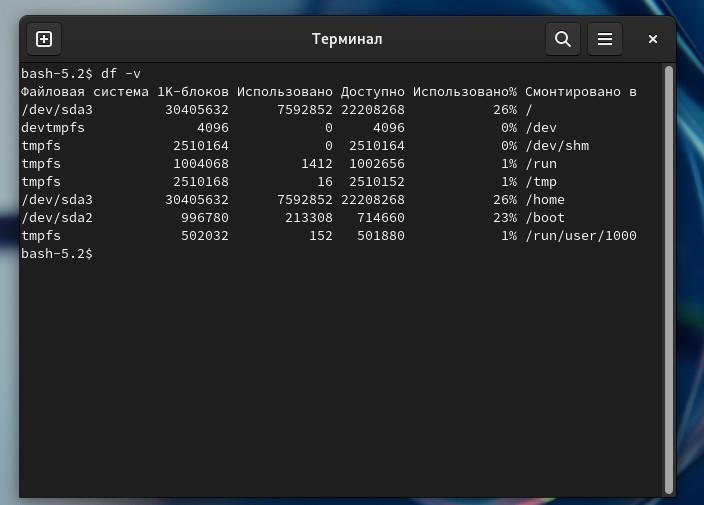 Терминал
bash-5.2$ df -v
Файловая система 1K-блоков Использовано Доступно Использовано% Смонтировано в
/dev/sda3 30405632 7592852 22208268 26% /
devtmpfs 4096 0 4096 0% /dev
tmpfs 2510164 0 2510164 0% /dev/shm
tmpfs 1004068 1412 1002656 1% /run
tmpfs 2510168 16 2510152 1% /tmp
/dev/sda3 30405632 7592852 22208268 26% /home
/dev/sda2 996780 213308 714660 23% /boot
tmpfs 502032 152 501880 1% /run/user/1000
bash-5.2$